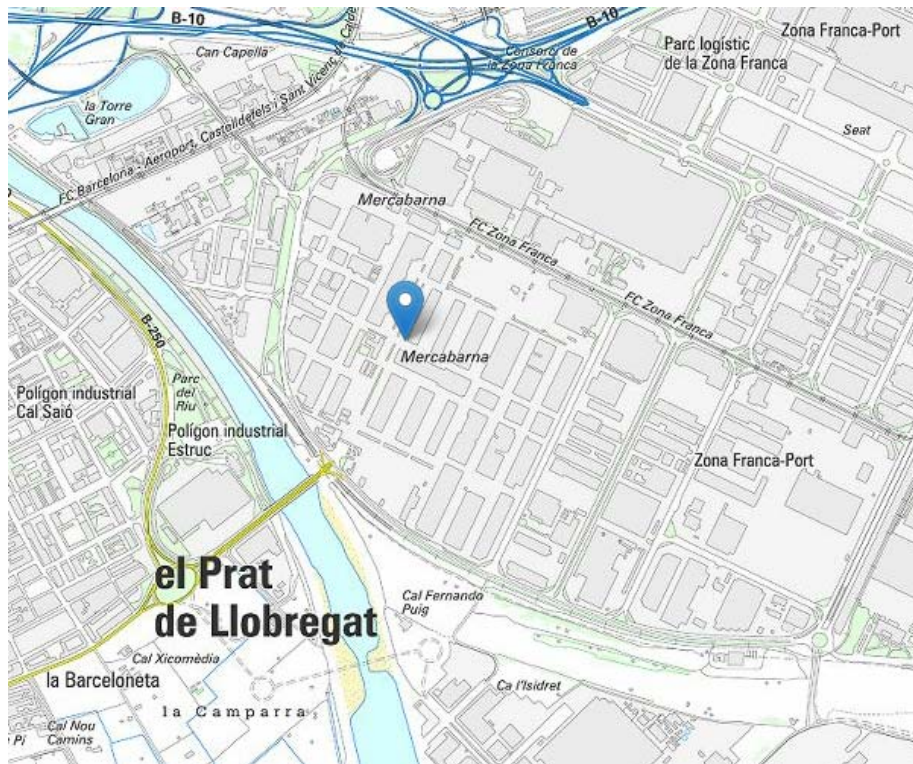 B-10
B-10
Can Capellà
Consorci de
la Zona Franca
Parc logístic
de la Zona Franca
Zona Franca-Port
la Torre
Gran
Seat
FC Barcelona - Aeroport, Castelldefels i Sant Vicenç de Calde
Mercabarna
FC Zona Franca
FC Zona Franca
B-250
Mercabarna
Parc
del
Riu
Polígon industrial
Cal Saió
Polígon industrial
Estruc
Zona Franca-Port
el Prat
de Llobregat
Cal Fernando
Puig
Cal Xicomèdia
la Barceloneta
Ca l'Isidret
la Camparra
Cal Nou
Camins
Pi